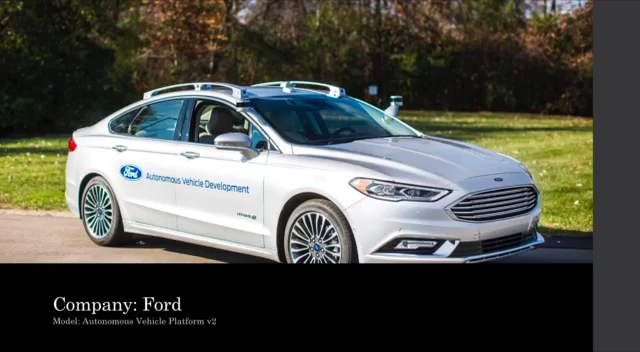 Ford
Autonomous Vehicle Development
Company: Ford
Model: Autonomous Vehicle Platform v2